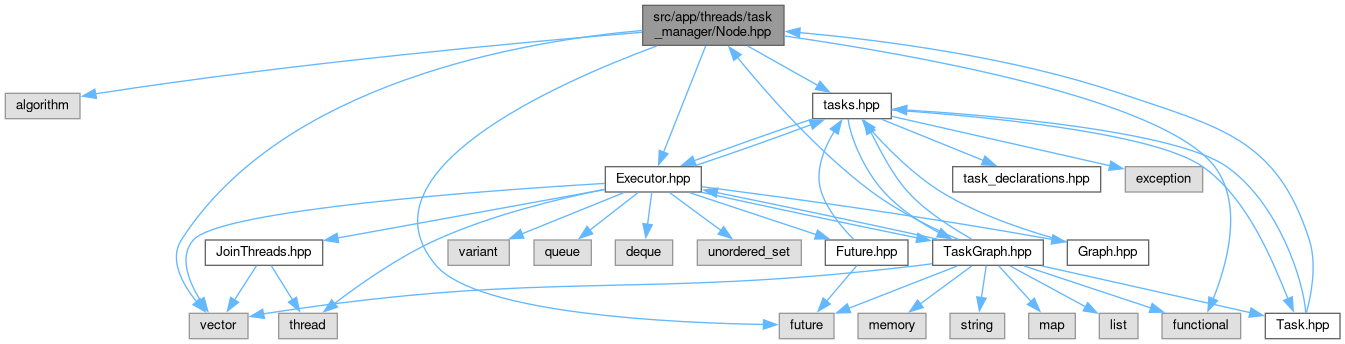 src/app/threads/task
_manager/Node.hpp
algorithm
tasks.hpp
Executor.hpp
task_declarations.hpp
exception
JoinThreads.hpp
variant
queue
deque
unordered_set
Future.hpp
TaskGraph.hpp
Graph.hpp
vector
thread
future
memory
string
map
list
functional
Task.hpp